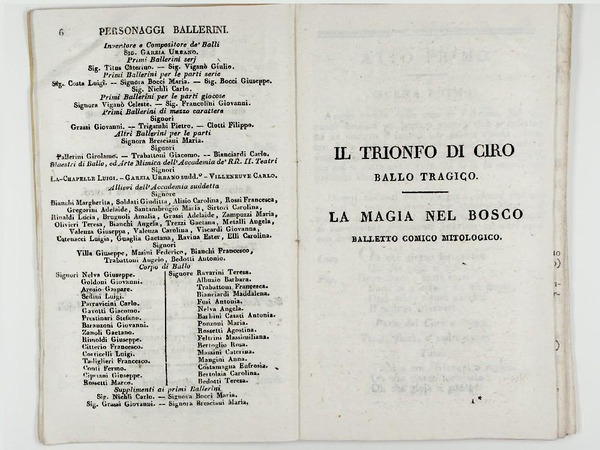 6 PERSONAGGI BALLERINI.
Inventore e Compositore de' Balli
Sig. Garzia Urbano.
Primi Ballerini serj
Sig. Titus Caterino. — Sig. Viganò Giulio.
Primi Ballerini per le parti serie
Sig. Costa Luigi. — Signora Bocci Maria. — Sig. Bocci Giuseppe.
Sig. Nichli Carlo.
Primi Ballerini per le parti giocose
Signora Viganò Celeste. — Sig. Francolini Giovanni.
Primi Ballerini di mezzo carattere
Signori
Grassi Giovanni. — Trigambi Pietro. — Ciotti Filippo.
Altri Ballerini per le parti
Signora Bresciani Maria.
Signori
Pallerini Girolamo. — Trabattoni Giacomo. — Bianciardi Carlo.
Maestri di Ballo, ed Arte Mimica dell'Accademia de' RR. II. Teatri
Signori
La-Chapelle Luigi. - Garzia Urbano sudd.° - Villeneuve Carlo.
Allievi dell'Accademia suddetta
Signore
Bianchi Margherita, Soldati Giuditta, Alisio Carolina, Rossi Francesca,
Gregorini Adelaide, Santambrogio Maria, Sirtori Carolina,
Rinaldi Lucia, Brugnoli Amalia, Grassi Adelaide, Zampuzzi Maria,
Olivieri Teresa, Bianchi Angela, Trezzi Gaetana, Metalli Angela,
Valenza Giuseppa, Valenza Carolina, Viscardi Giovanna,
Catenacci Luigia, Guaglia Gaetana, Ravina Ester, Elli Carolina.
Signori
Villa Giuseppe, Masini Federico, Bianchi Francesco,
Trabattoni Angelo, Bedotti Antonio.
Corpo di Ballo
Signori Nelva Giuseppe.
Goldoni Giovanni.
Arosio Gaspare.
Sedini Luigi.
Parravicini Carlo.
Gavotti Giacomo.
Prestinari Stefano.
Baranzoni Giovanni.
Zanoli Gaetano.
Rimoldi Giuseppe.
Citterio Francesco.
Corticelli Luigi.
Tadiglieri Francesco.
Conti Fermo.
Cipriani Giuseppe.
Rossetti Marco.
Signore Ravarini Teresa.
Albuzio Barbara.
Trabattoni Francesca.
Bianciardi Maddalena.
Fusi Antonia.
Nelva Angela.
Barbini Casati Antonia.
Ponzoni Maria.
Rossetti Agostina.
Feltrini Massimiliana.
Bertoglio Rosa.
Massini Caterina.
Mangini Anna.
Costamagna Eufrosia.
Bertolzia Carolina.
Bedotti Teresa.
Supplimenti ai primi Ballerini
Sig. Nichli Carlo. — Signora Bocci Maria.
Sig. Grassi Giovanni. — Signora Bresciani Maria.
IL TRIONFO DI CIRO
BALLO TRAGICO.
LA MAGIA NEL BOSCO
BALLETTO COMICO MITOLOGICO.